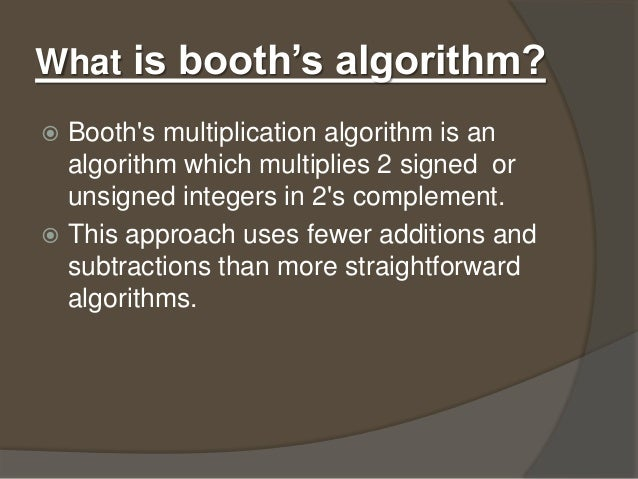 What is booth’s algorithm?
Booth's multiplication algorithm is an
algorithm which multiplies 2 signed or
unsigned integers in 2's complement.
This approach uses fewer additions and
subtractions than more straightforward
algorithms.